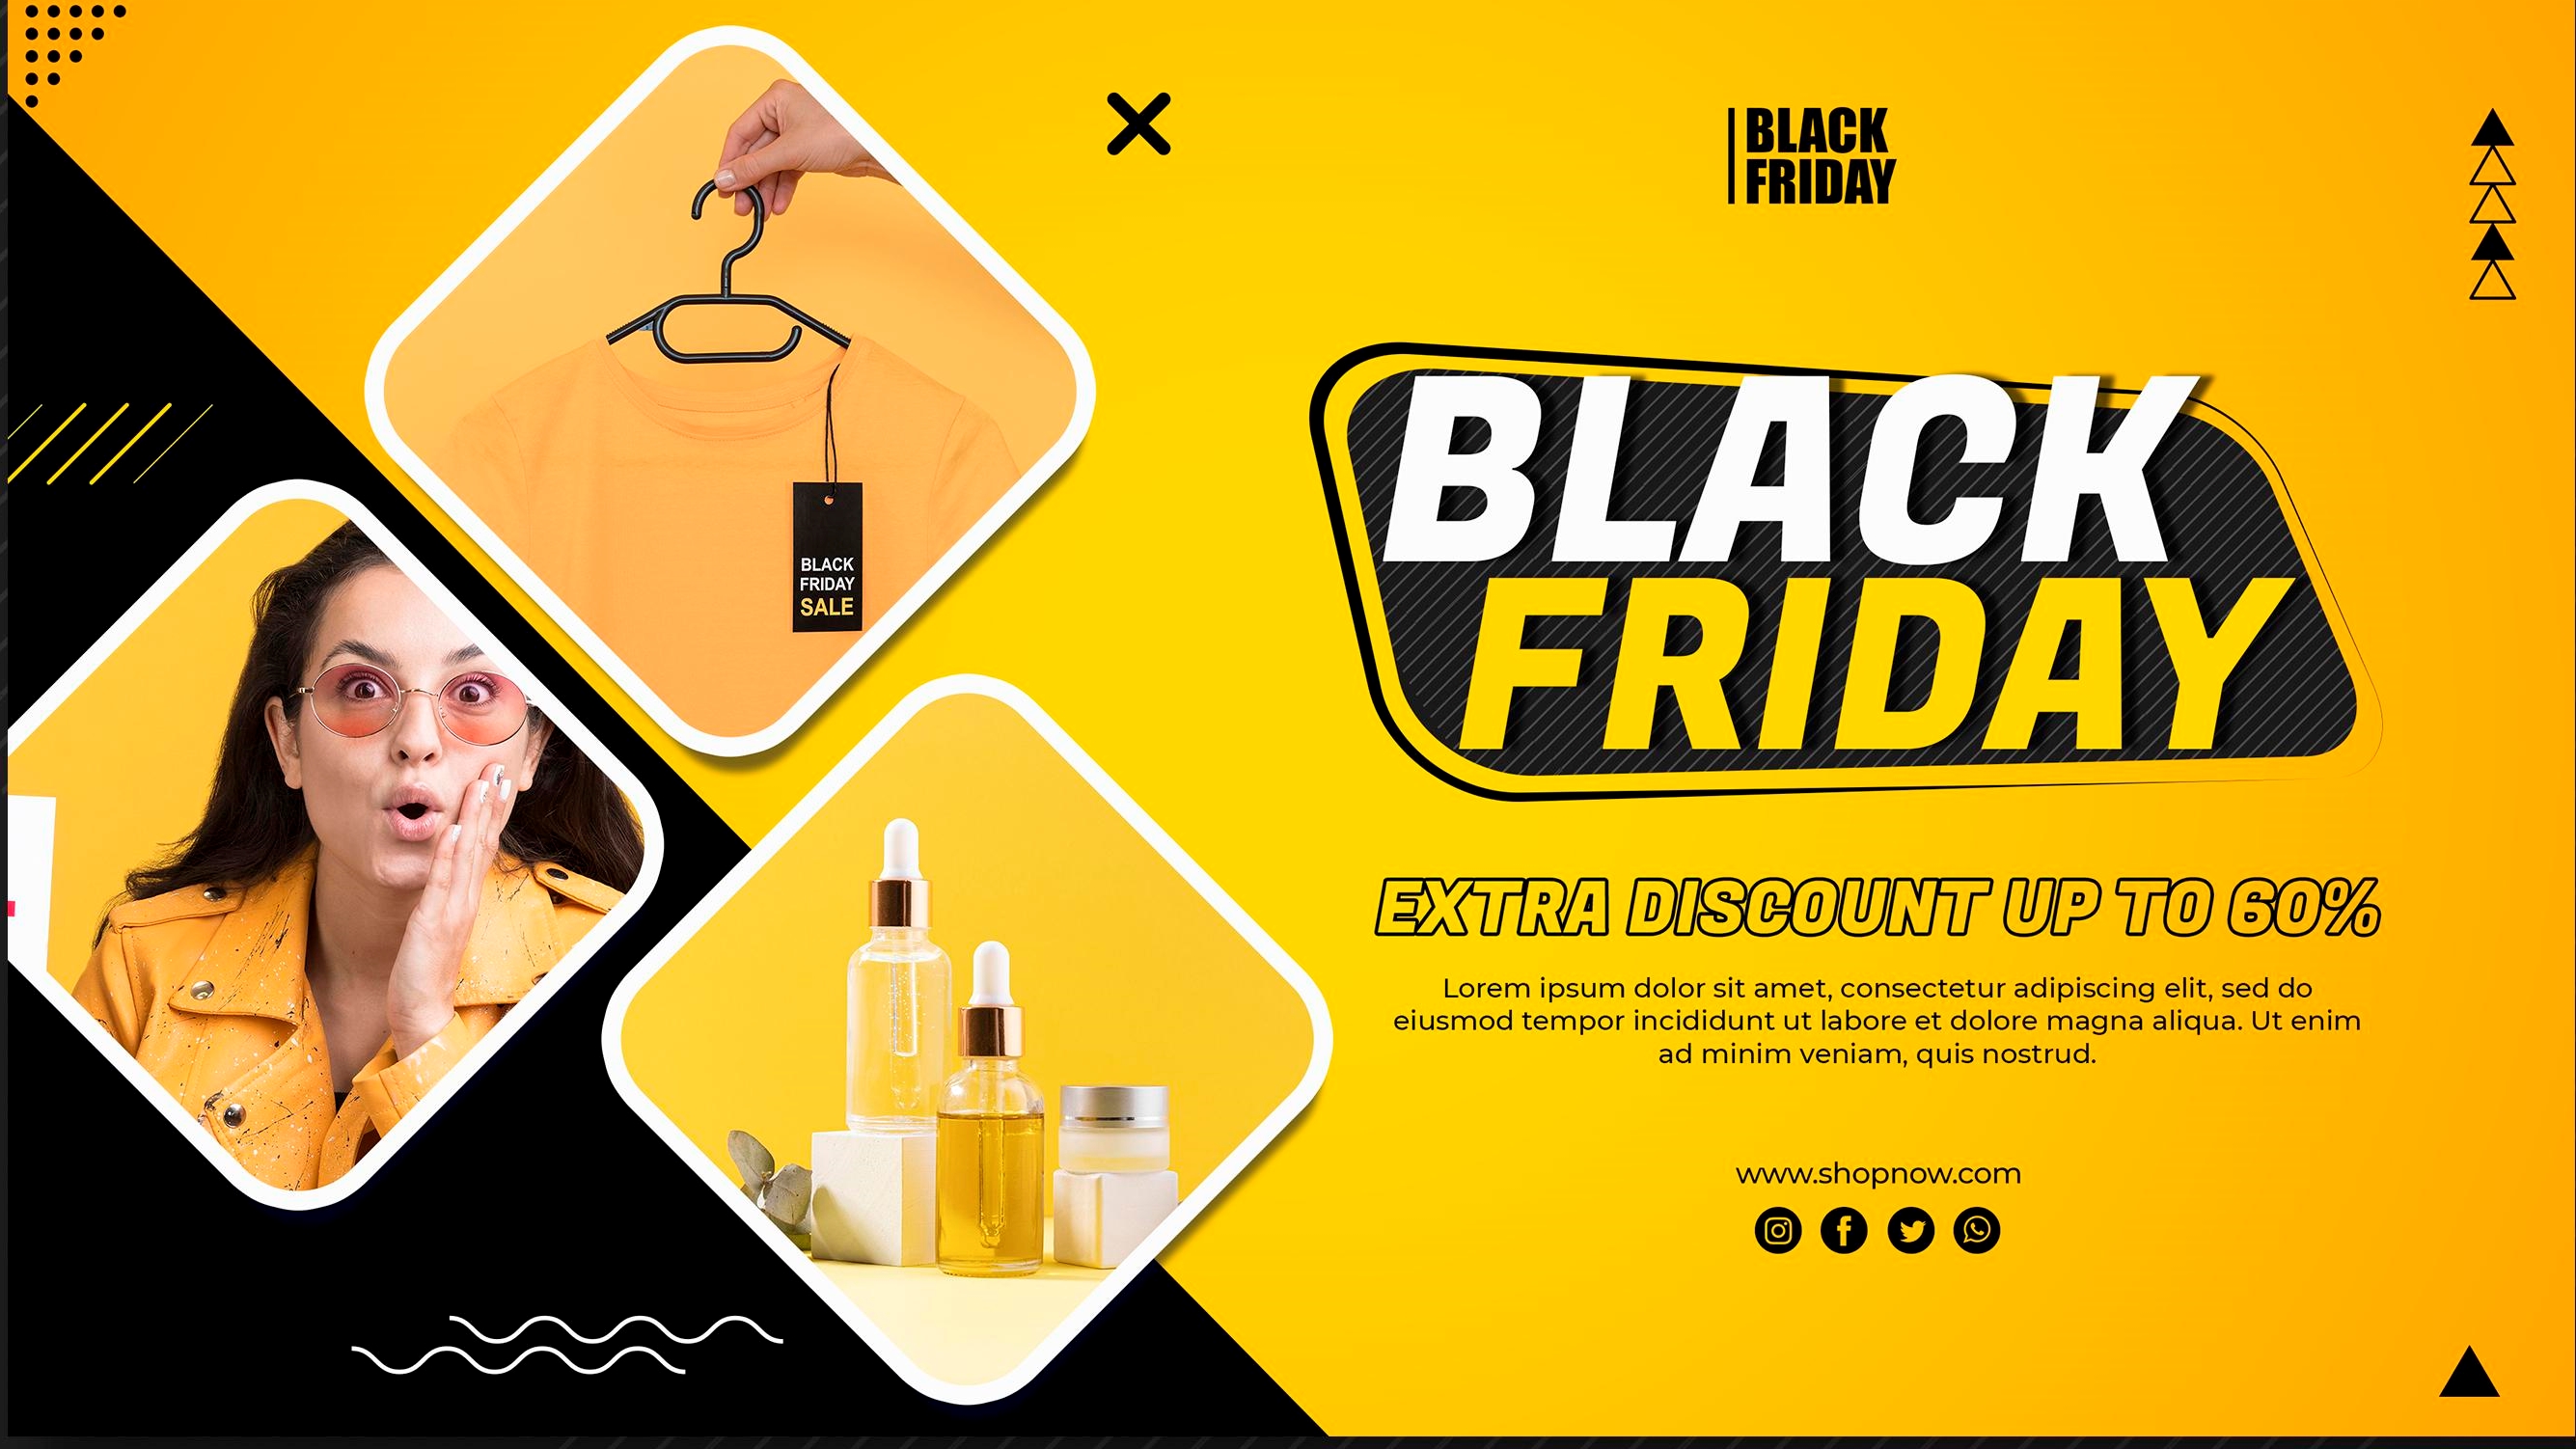 BLACK
FRIDAY
BLACK
FRIDAY
SALE
BLACK
FRIDAY
EXTRA DISCOUNT UP TO 60%
Lorem ipsum dolor sit amet, consectetur adipiscing elit, sed do
eiusmod tempor incididunt ut labore et dolore magna aliqua. Ut enim
ad minim veniam, quis nostrud.
www.shopnow.com